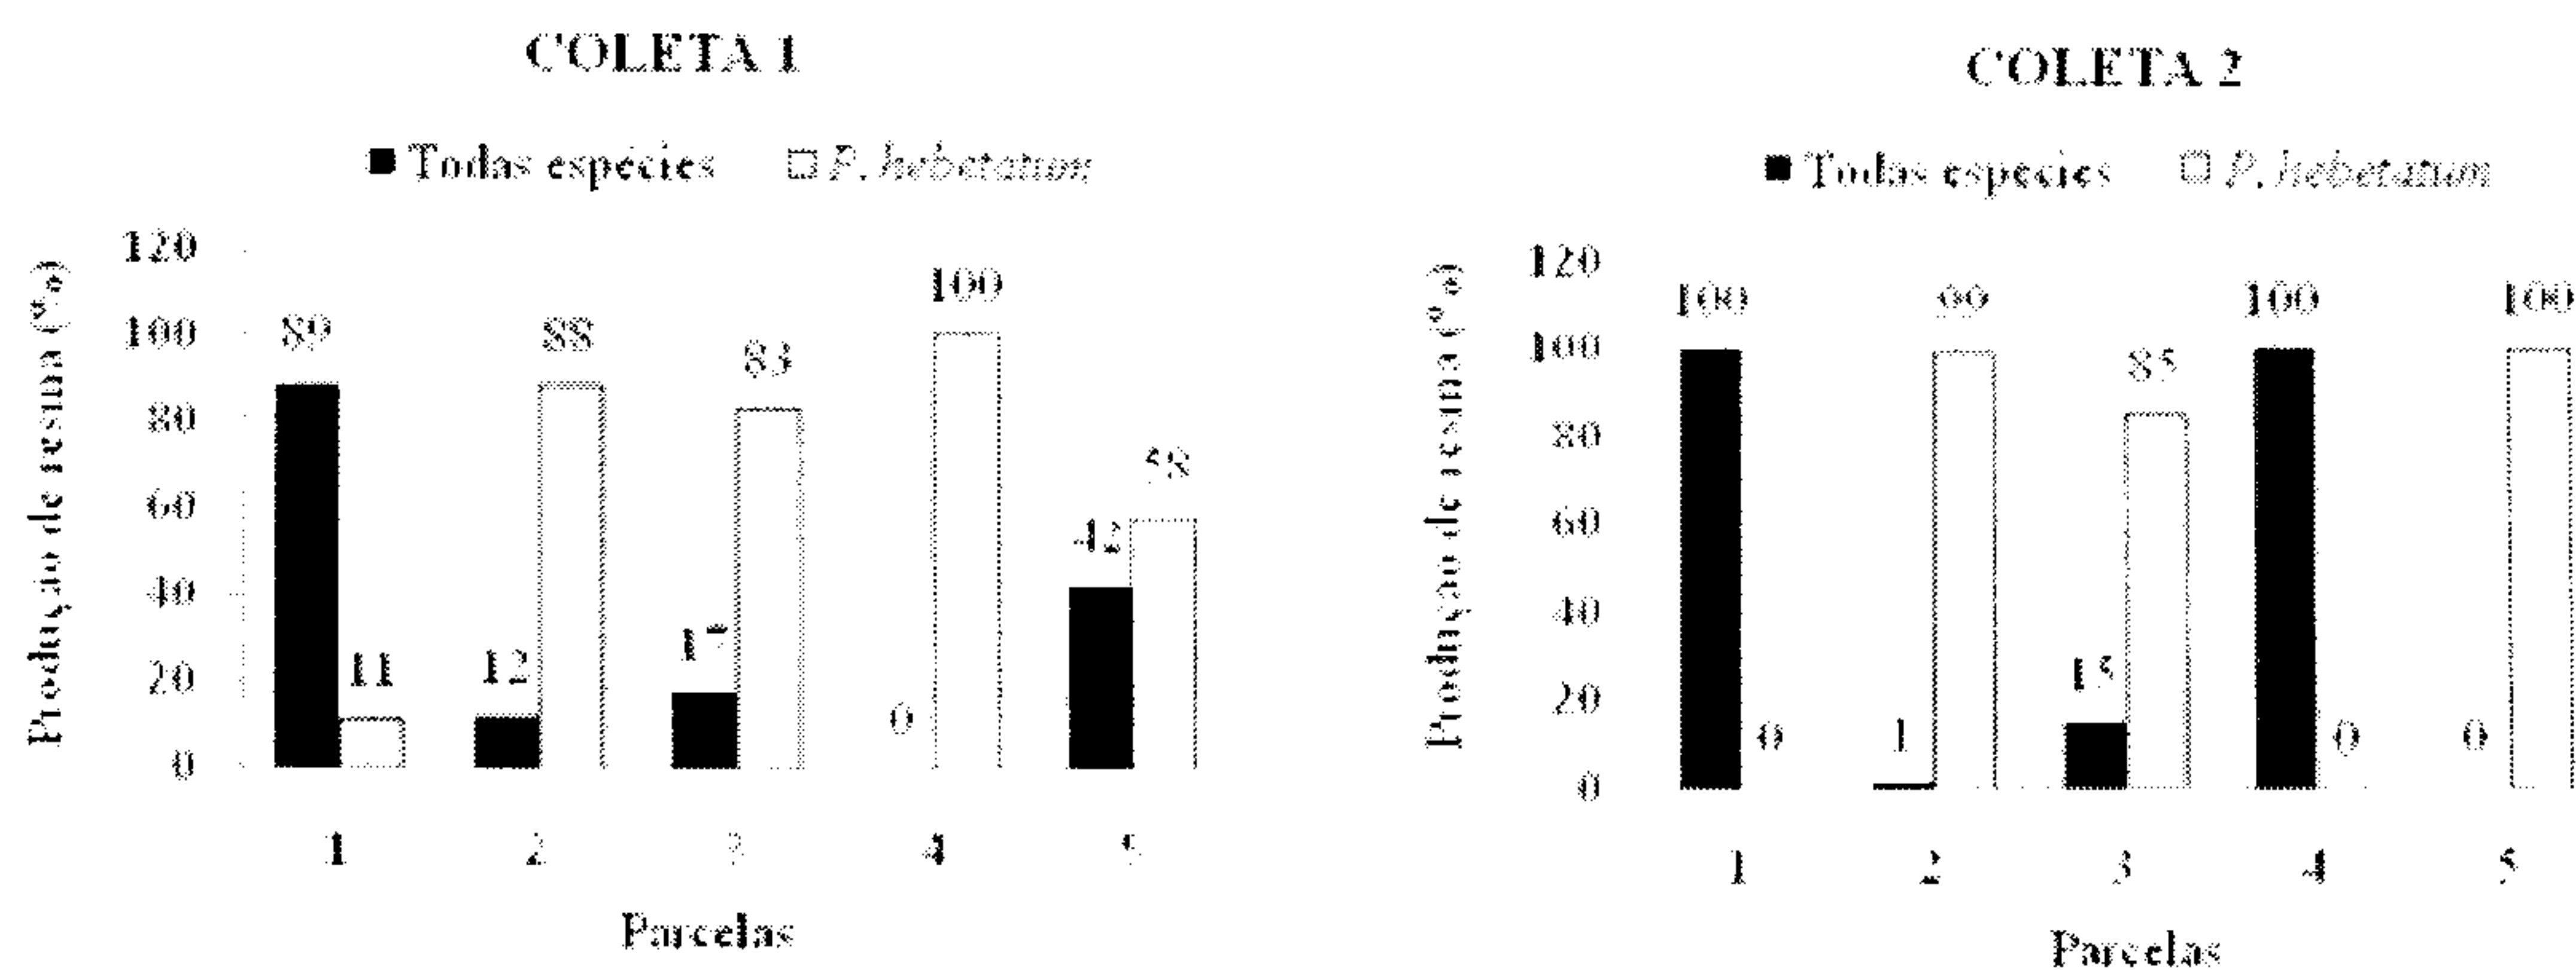 COLETA 1
■ Todas espécies □ P. hebetatum
Produção de resina (%)
120
100
80
60
40
20
0
89 11 12 88 17 83 0 100 42 58
1 2 3 4 5
Parcelas
COLETA 2
■ Todas espécies □ P. hebetatum
Produção de resina (%)
120
100
80
60
40
20
0
100 0 1 99 15 85 100 0 0 100
1 2 3 4 5
Parcelas